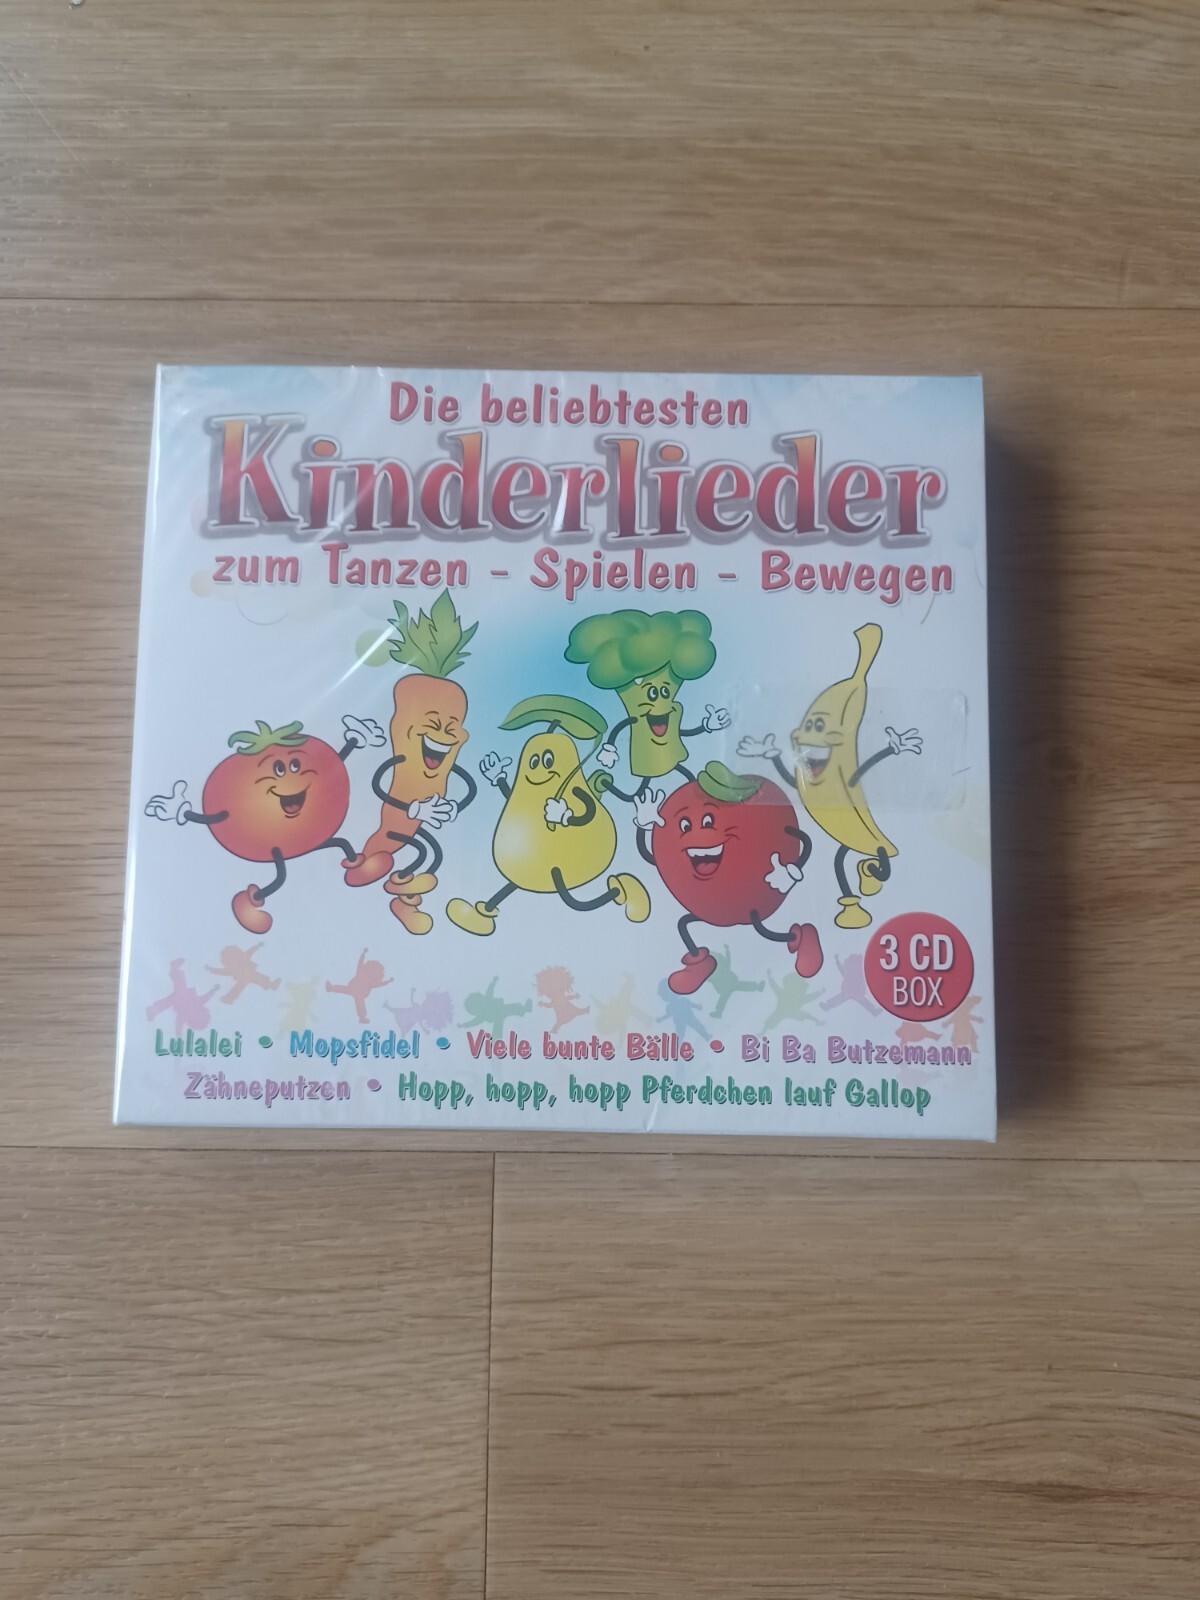 Die beliebtesten
Kinderlieder
zum Tanzen - Spielen - Bewegen
3 CD
BOX
Lulalei • Mopsfidel • Viele bunte Bälle • Bi Ba Butzemann
Zähneputzen • Hopp, hopp, hopp Pferdchen lauf Gallop